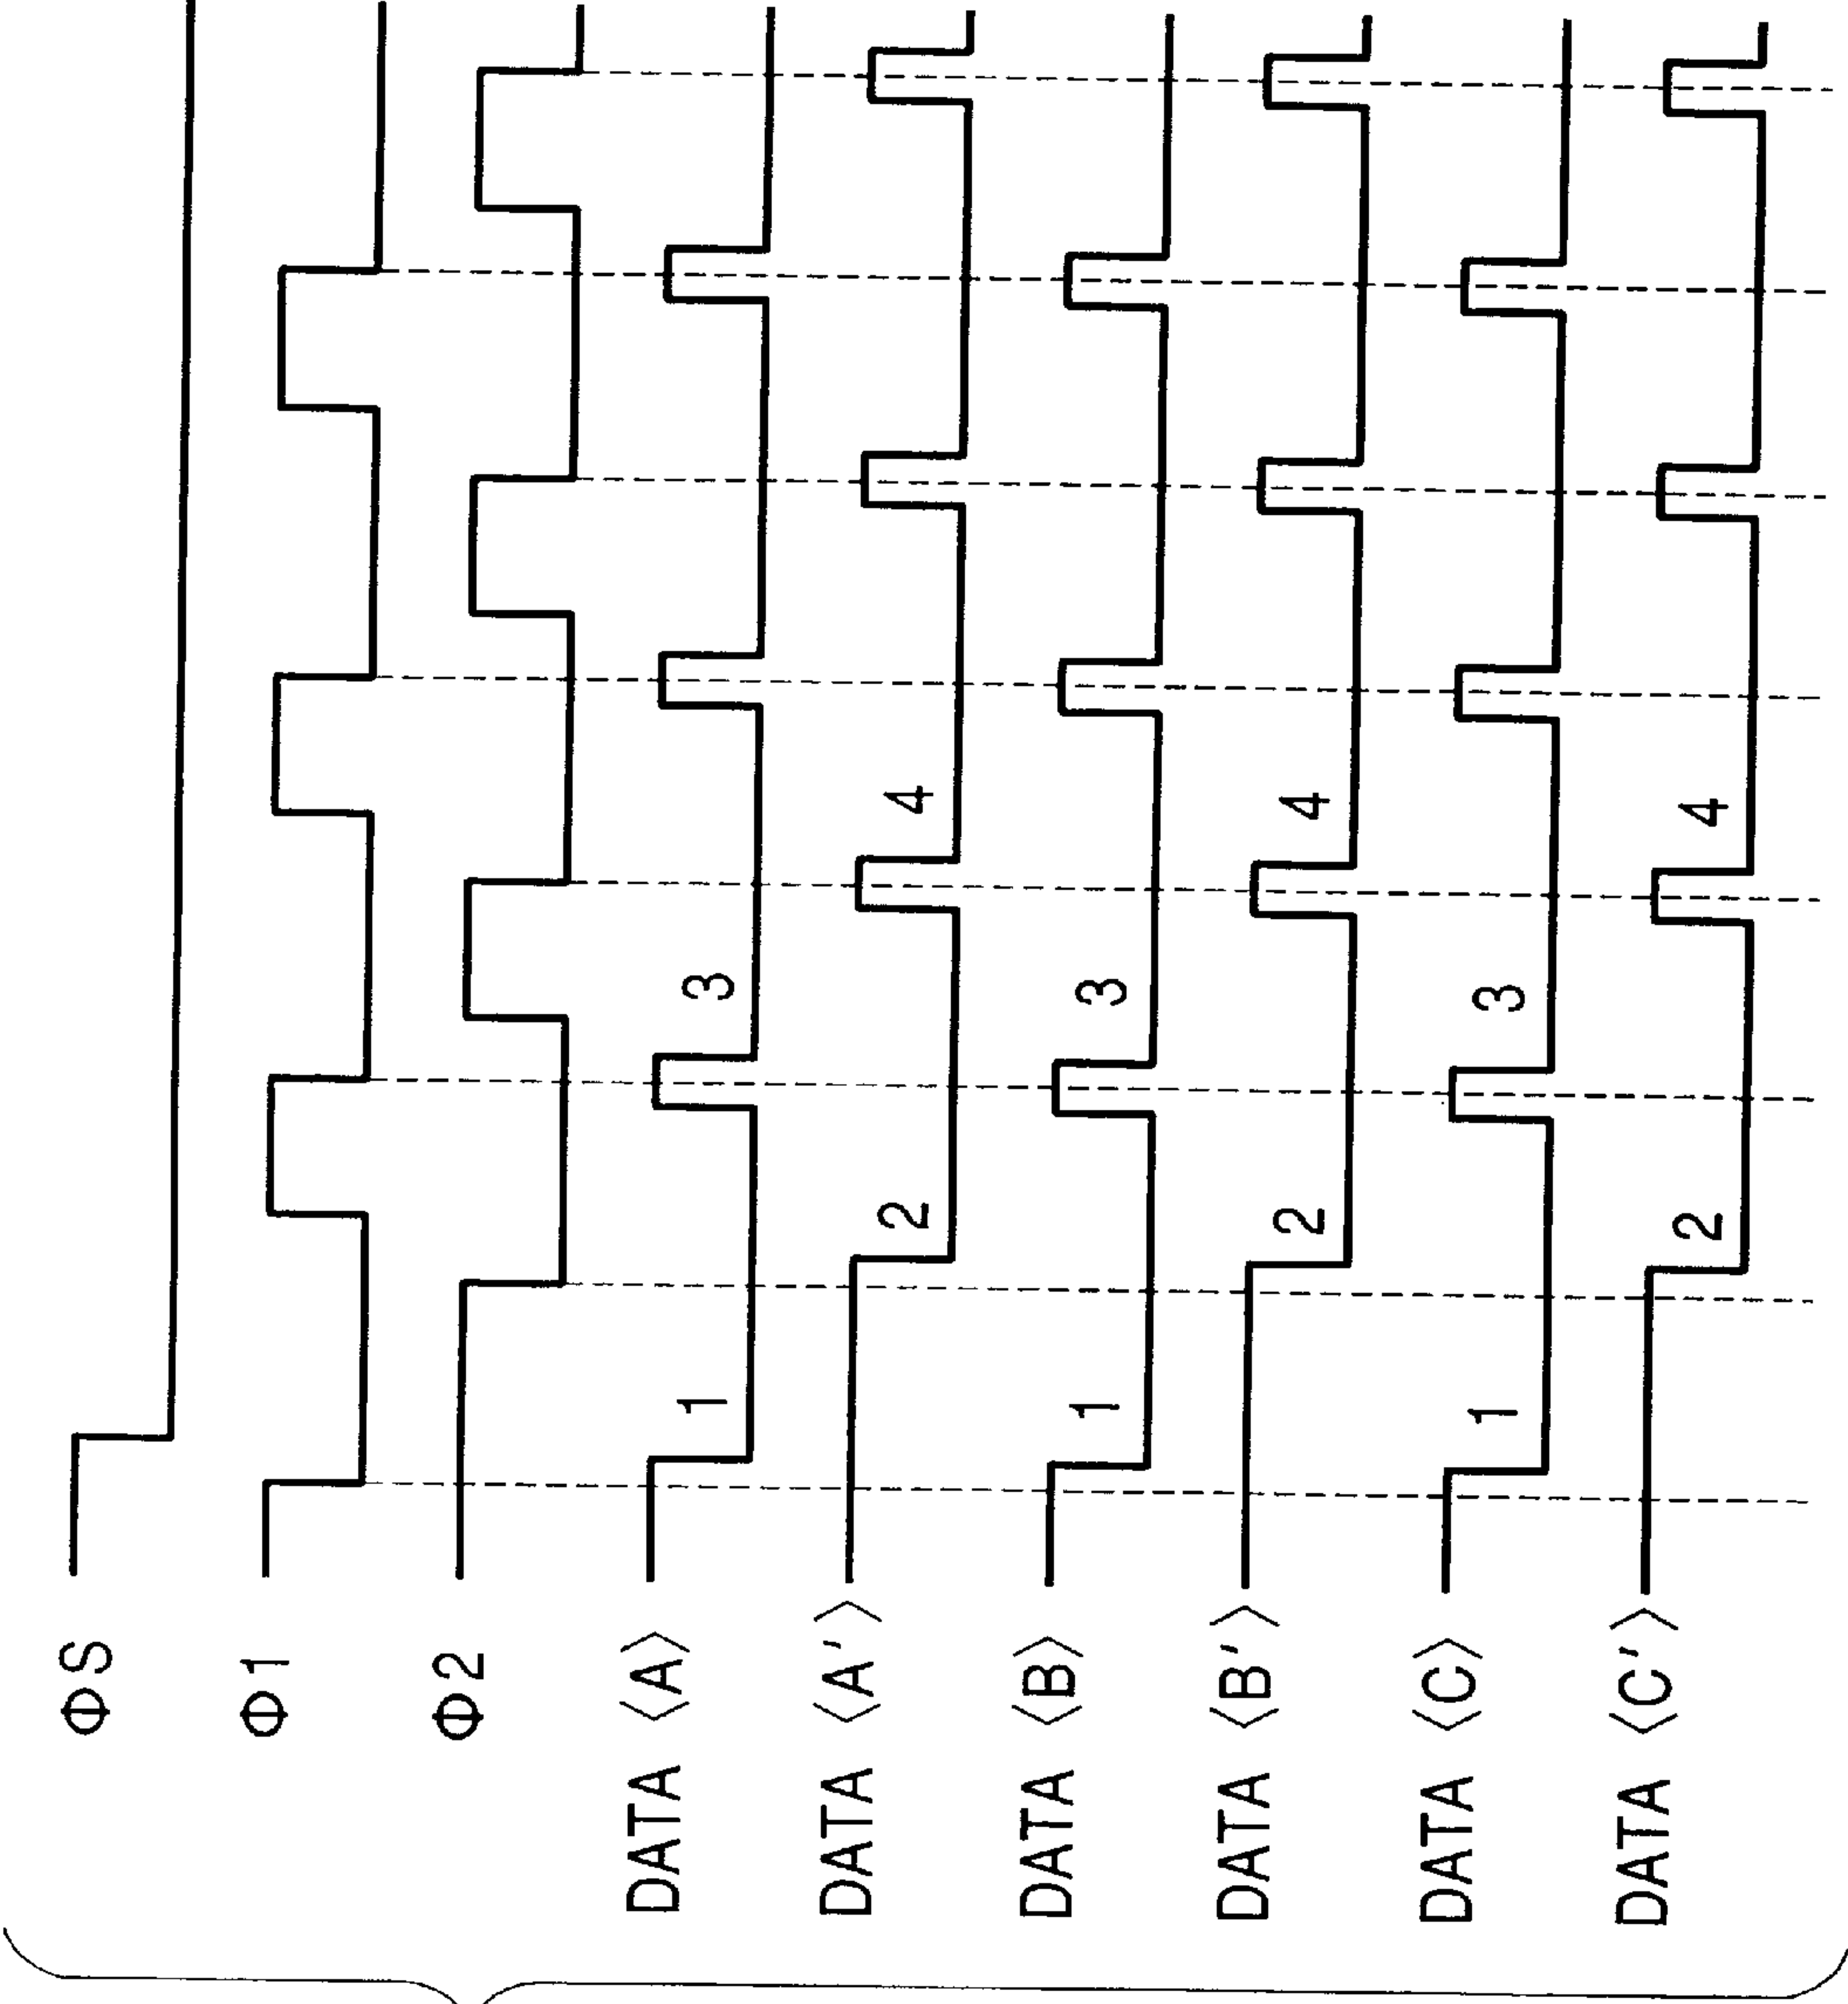 ΦS
Φ1
Φ2
DATA 〈A〉 1 3
DATA 〈A'〉 2 4
DATA 〈B〉 1 3
DATA 〈B'〉 2 4
DATA 〈C〉 1 3
DATA 〈C'〉 2 4